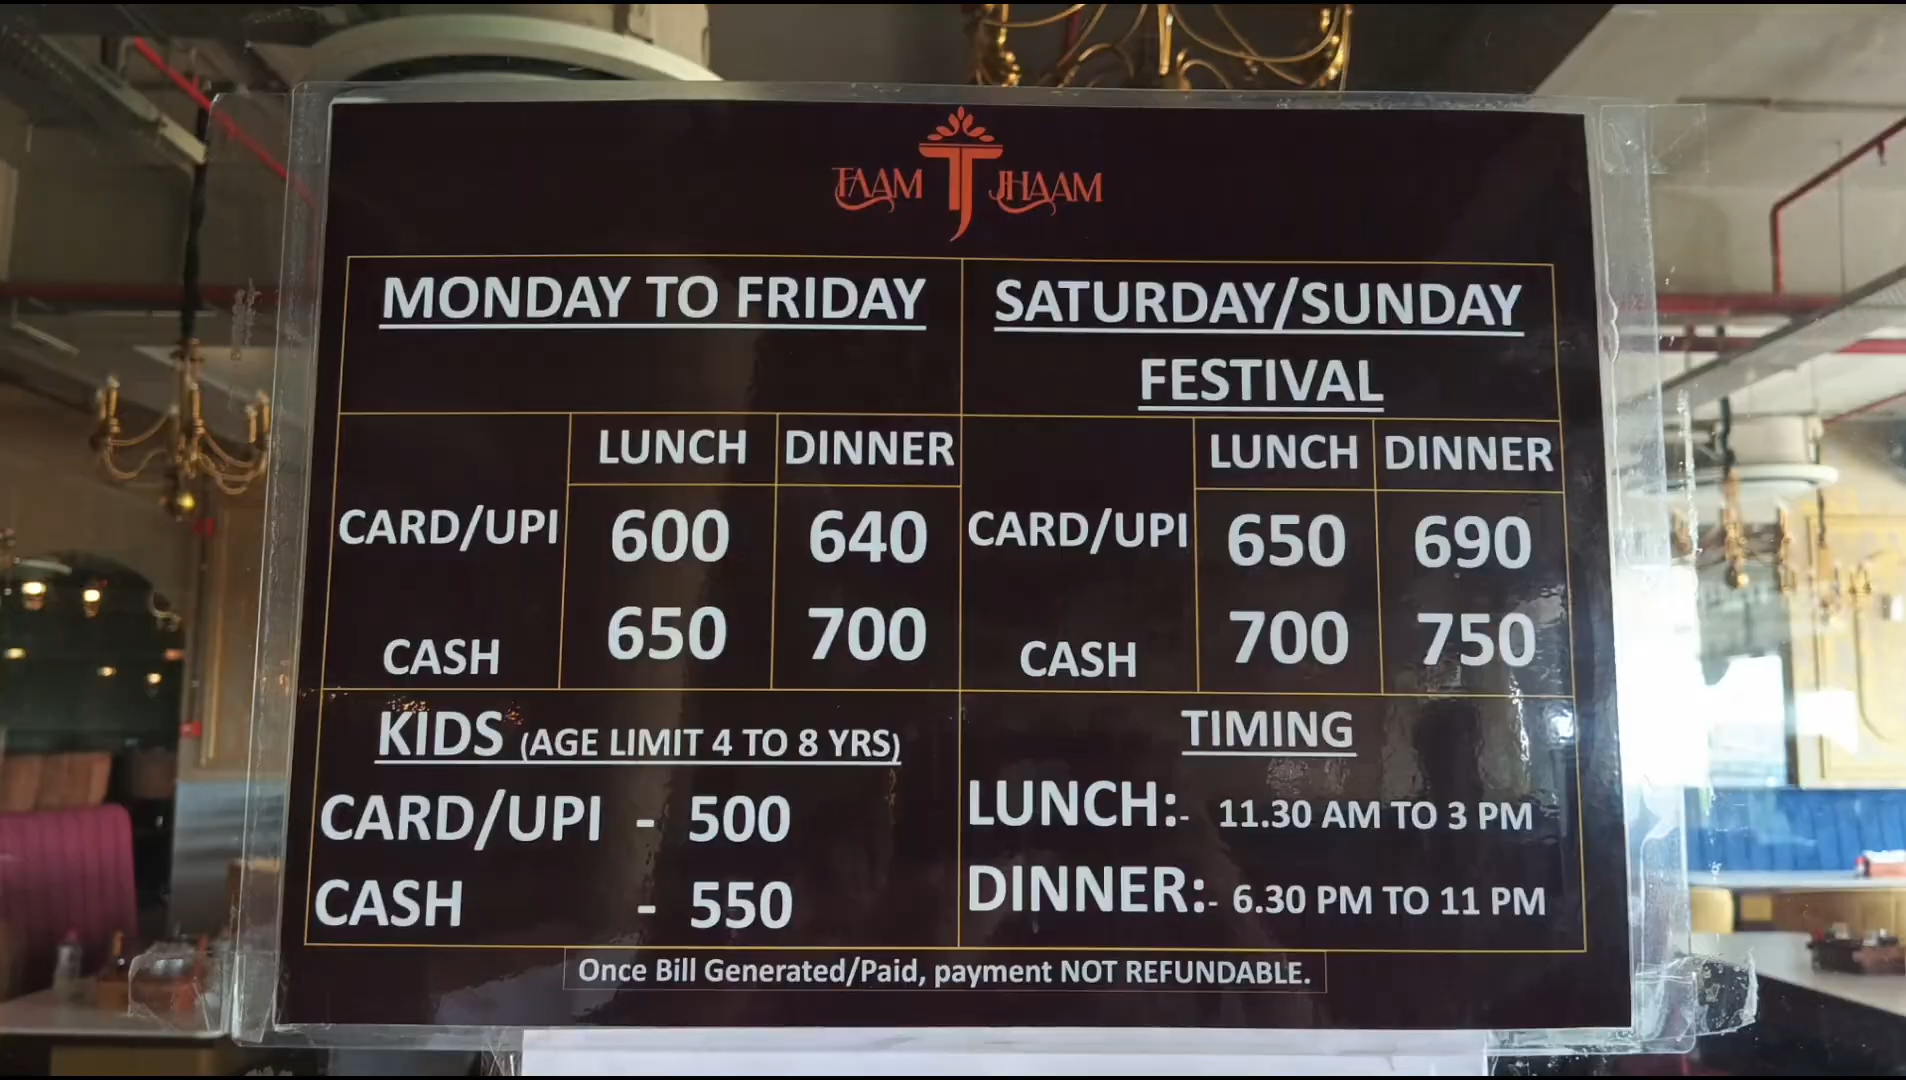 TAAM JHAAM
MONDAY TO FRIDAY
SATURDAY/SUNDAY
FESTIVAL
LUNCH DINNER LUNCH DINNER
CARD/UPI 600 640 CARD/UPI 650 690
CASH 650 700 CASH 700 750
KIDS (AGE LIMIT 4 TO 8 YRS)
CARD/UPI - 500
CASH - 550
TIMING
LUNCH:- 11.30 AM TO 3 PM
DINNER:- 6.30 PM TO 11 PM
Once Bill Generated/Paid, payment NOT REFUNDABLE.